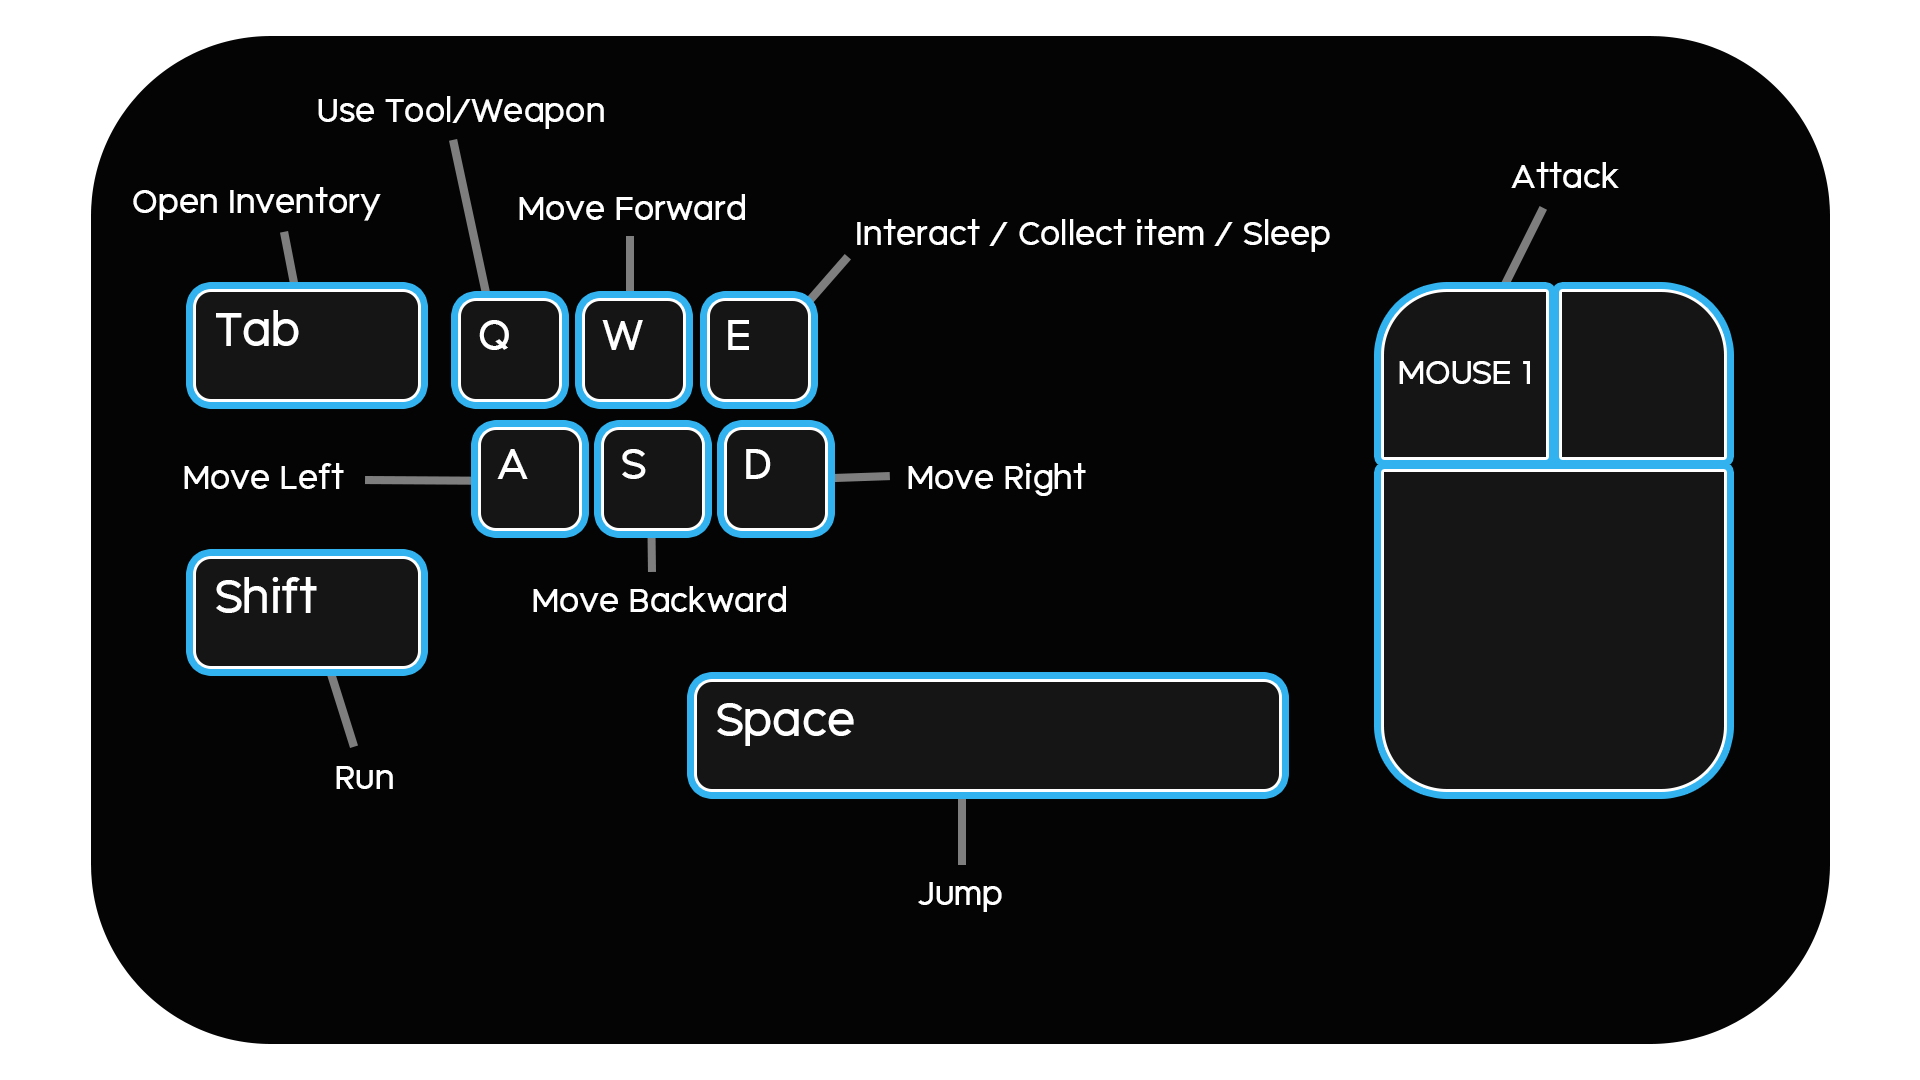 Use Tool/Weapon
Attack
Open Inventory
Move Forward
Interact / Collect item / Sleep
Tab
Q
W
E
MOUSE 1
A
S
D
Move Left
Move Right
Shift
Move Backward
Space
Run
Jump